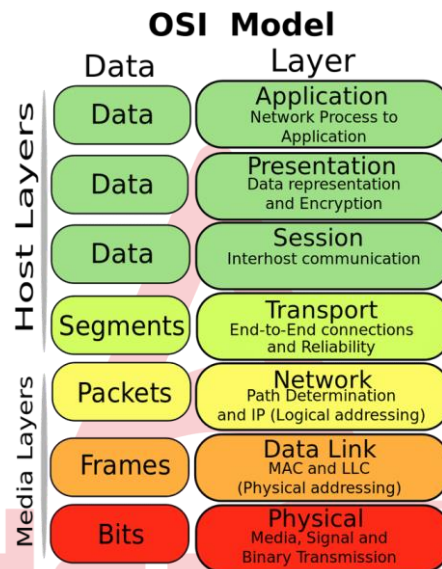 OSI Model
Data Layer
Host Layers
Data
Application
Network Process to
Application
Data
Presentation
Data representation
and Encryption
Data
Session
Interhost communication
Segments
Transport
End-to-End connections
and Reliability
Media Layers
Packets
Network
Path Determination
and IP (Logical addressing)
Frames
Data Link
MAC and LLC
(Physical addressing)
Bits
Physical
Media, Signal and
Binary Transmission